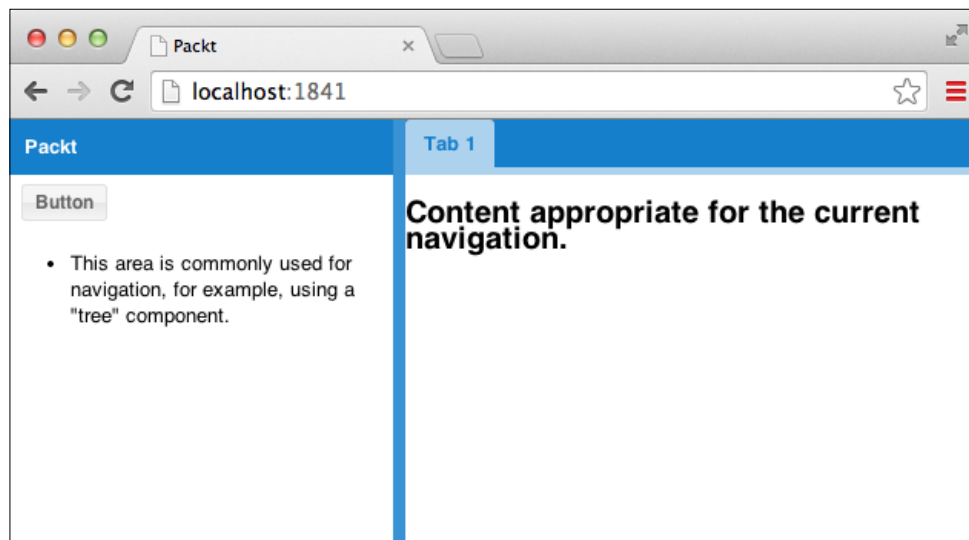 Packt
localhost:1841
Packt
Tab 1
Button
Content appropriate for the current
navigation.
• This area is commonly used for
navigation, for example, using a
"tree" component.